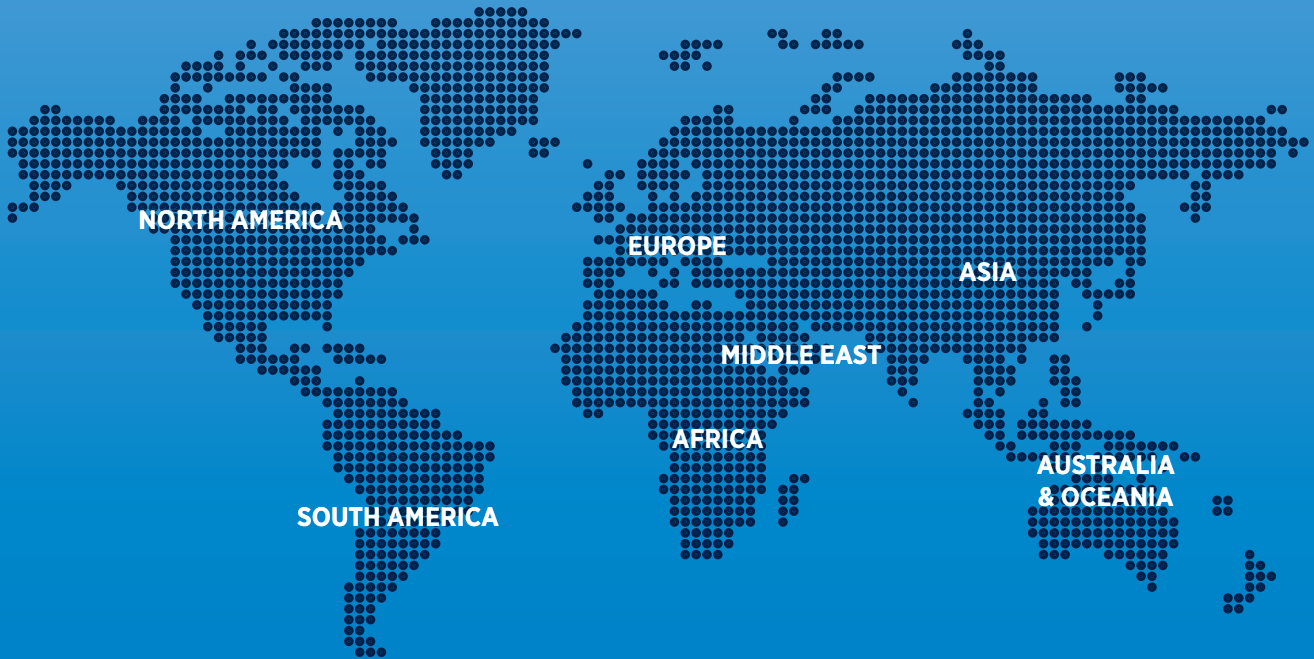 NORTH AMERICA
EUROPE
ASIA
MIDDLE EAST
AFRICA
AUSTRALIA
& OCEANIA
SOUTH AMERICA